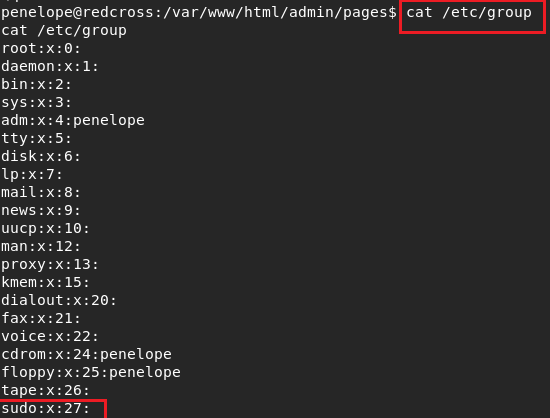 penelope@redcross:/var/www/html/admin/pages$ cat /etc/group
cat /etc/group
root:x:0:
daemon:x:1:
bin:x:2:
sys:x:3:
adm:x:4:penelope
tty:x:5:
disk:x:6:
lp:x:7:
mail:x:8:
news:x:9:
uucp:x:10:
man:x:12:
proxy:x:13:
kmem:x:15:
dialout:x:20:
fax:x:21:
voice:x:22:
cdrom:x:24:penelope
floppy:x:25:penelope
tape:x:26:
sudo:x:27: